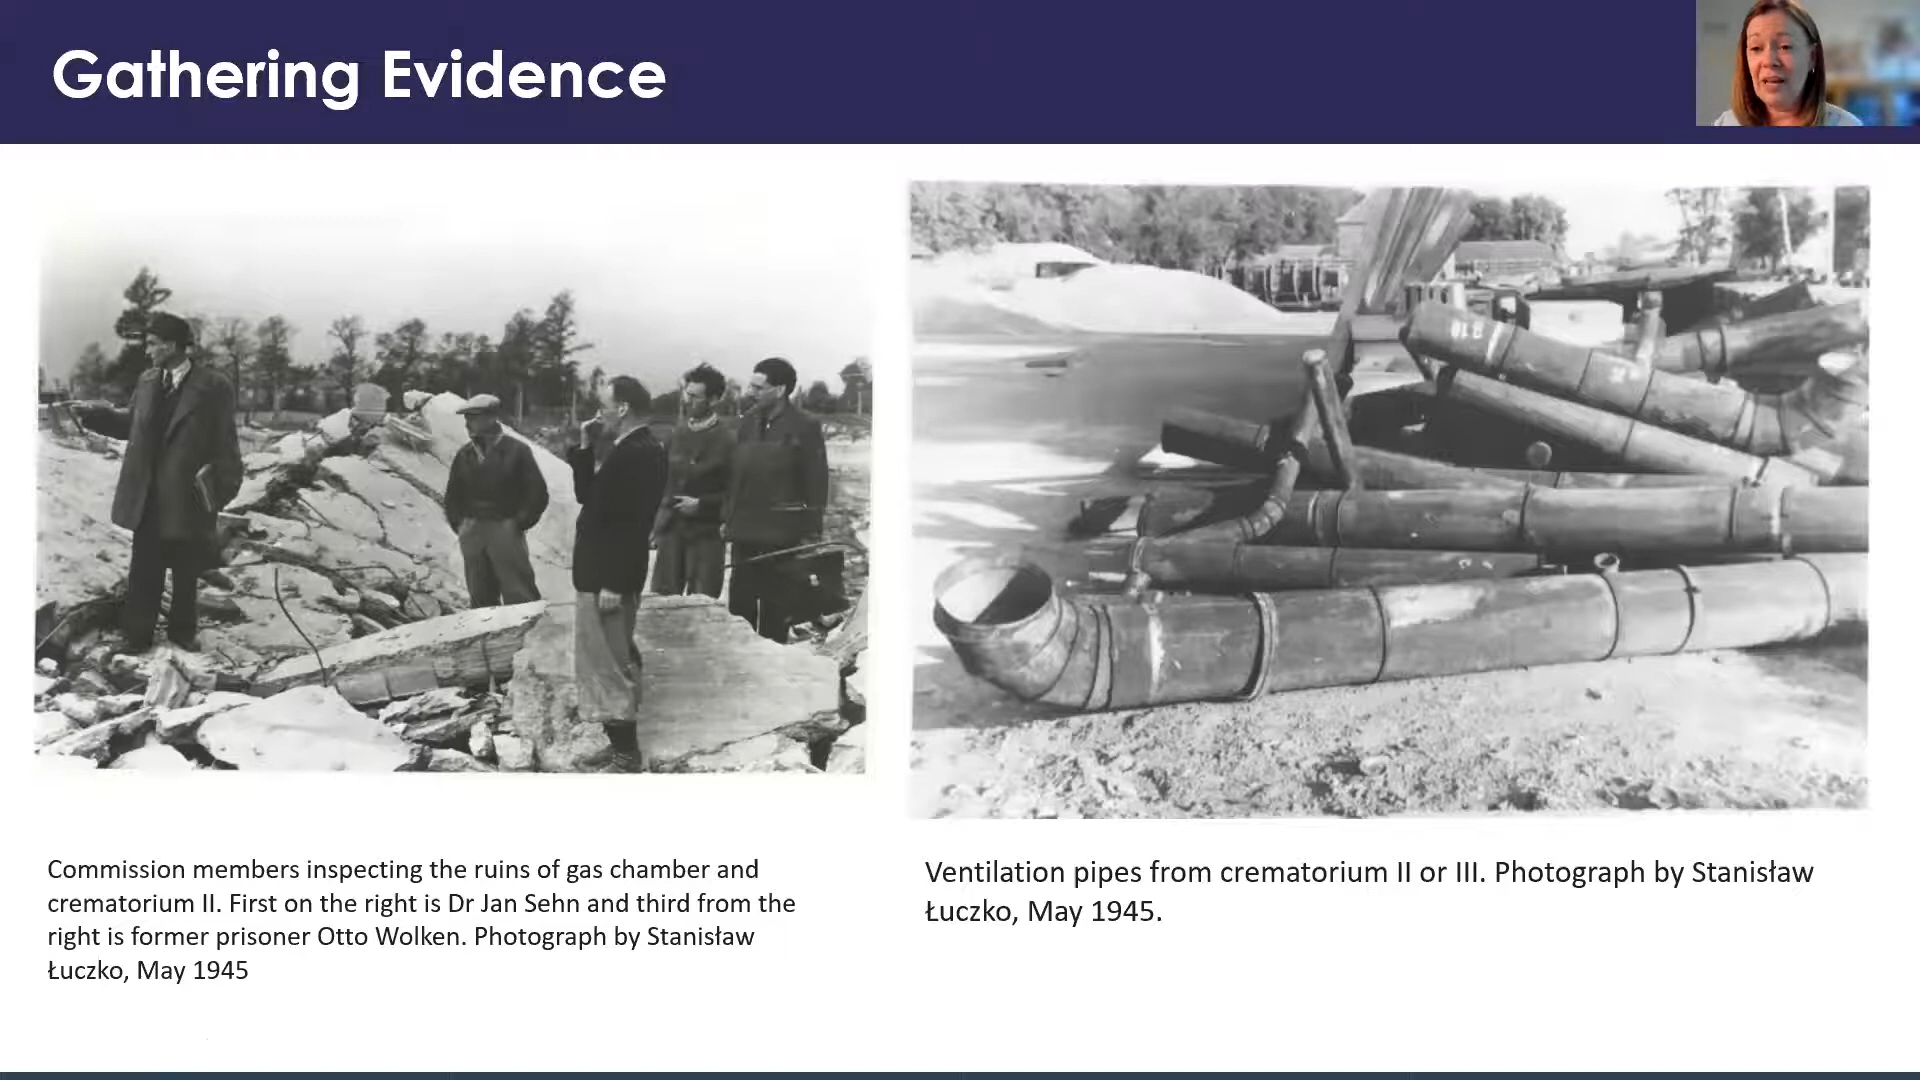 Gathering Evidence
Commission members inspecting the ruins of gas chamber and
crematorium II. First on the right is Dr Jan Sehn and third from the
right is former prisoner Otto Wolken. Photograph by Stanisław
Łuczko, May 1945
Ventilation pipes from crematorium II or III. Photograph by Stanisław
Łuczko, May 1945.